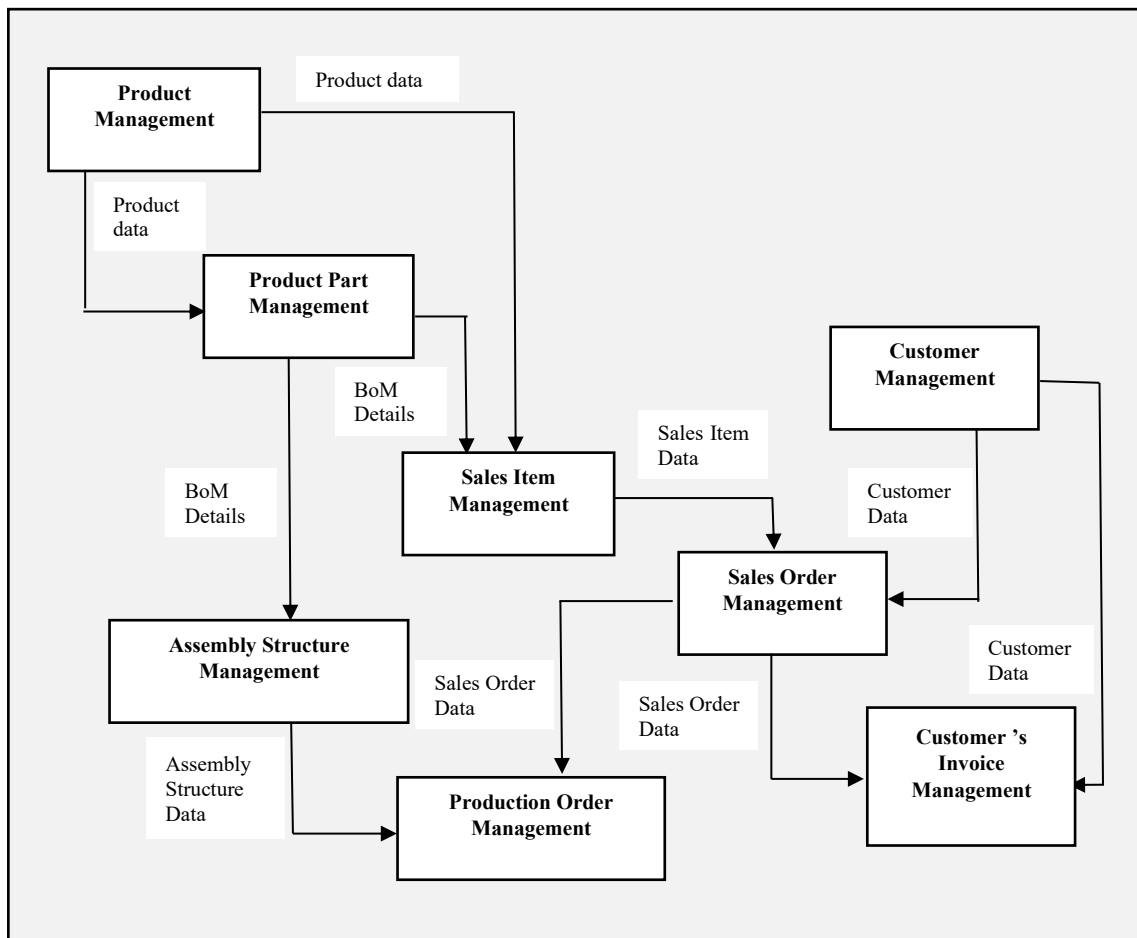 Product
Management
Product data
Product
data
Product Part
Management
BoM
Details
Customer
Management
Sales Item
Data
Sales Item
Management
BoM
Details
Customer
Data
Sales Order
Management
Assembly Structure
Management
Sales Order
Data
Sales Order
Data
Customer
Data
Customer ’s
Invoice
Management
Assembly
Structure
Data
Production Order
Management